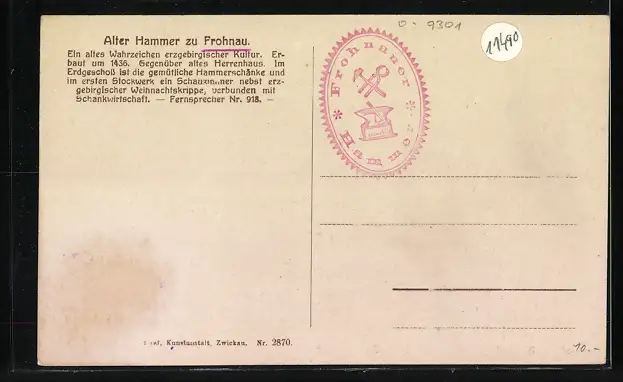 0 - 9301
11490
Alter Hammer zu Frohnau.
Ein altes Wahrzeichen erzgebirgischer Kultur. Er-
baut um 1436. Gegenüber altes Herrenhaus. Im
Erdgeschoß ist die gemütliche Hammerschänke und
im ersten Stockwerk ein nebst erz-
gebirgischer Weihnachtskrippe, verbunden mit
Schankwirtschaft. — Fernsprecher Nr. 918. —
* Frohnauer *
Hammer
Kunstanstalt, Zwickau. Nr. 2870.
10.-